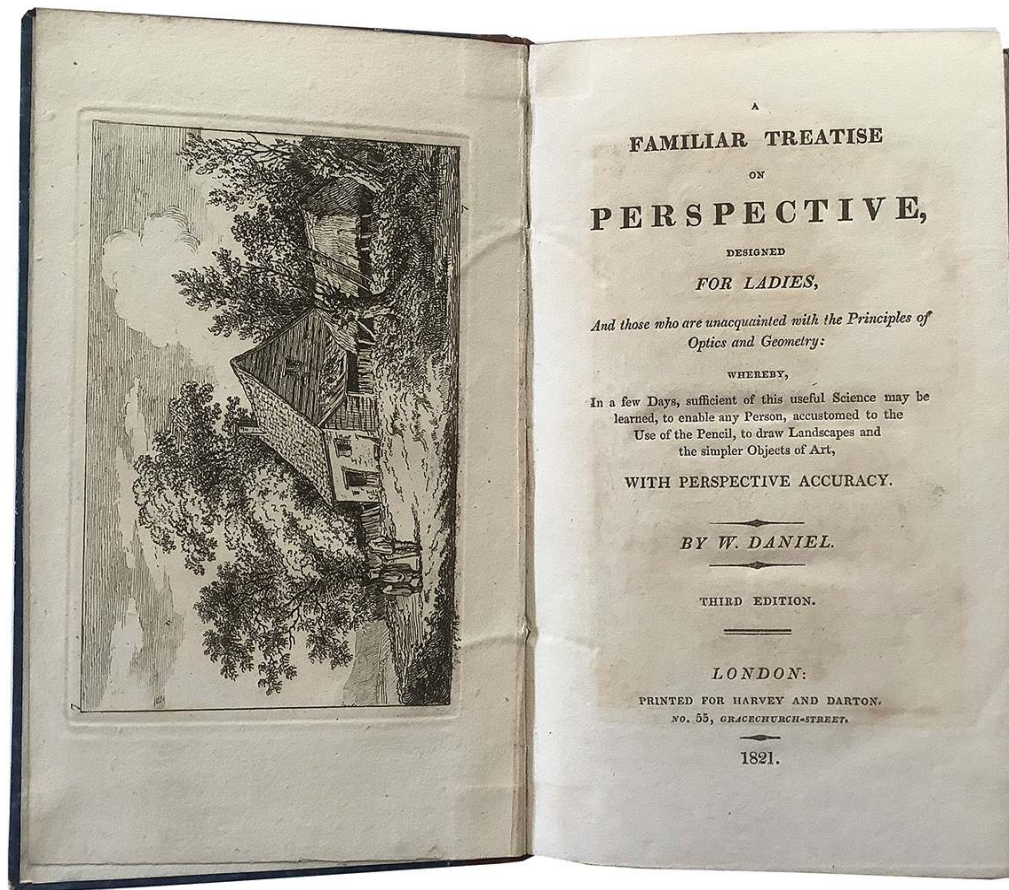 A
FAMILIAR TREATISE
ON
PERSPECTIVE,
DESIGNED
FOR LADIES,
And those who are unacquainted with the Principles of
Optics and Geometry:
WHEREBY,
In a few Days, sufficient of this useful Science may be
learned, to enable any Person, accustomed to the
Use of the Pencil, to draw Landscapes and
the simpler Objects of Art,
WITH PERSPECTIVE ACCURACY.
BY W. DANIEL.
THIRD EDITION.
LONDON:
PRINTED FOR HARVEY AND DARTON.
NO. 55, GRACECHURCH-STREET.
1821.